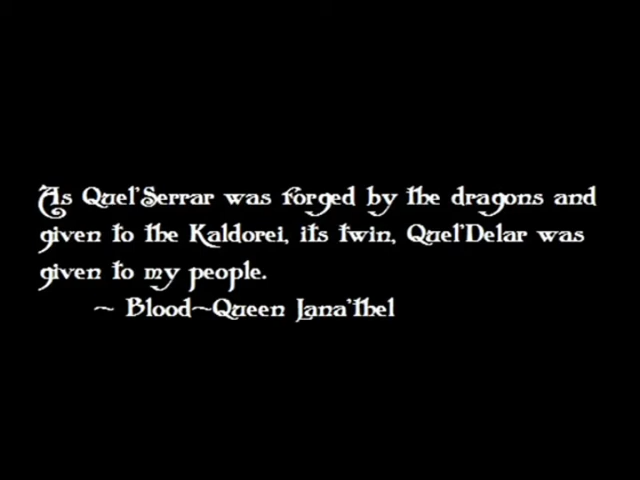 As Quel'Serrar was forged by the dragons and
given to the Kaldorei, its twin, Quel'Delar was
given to my people.
~ Blood~Queen Lana'thel